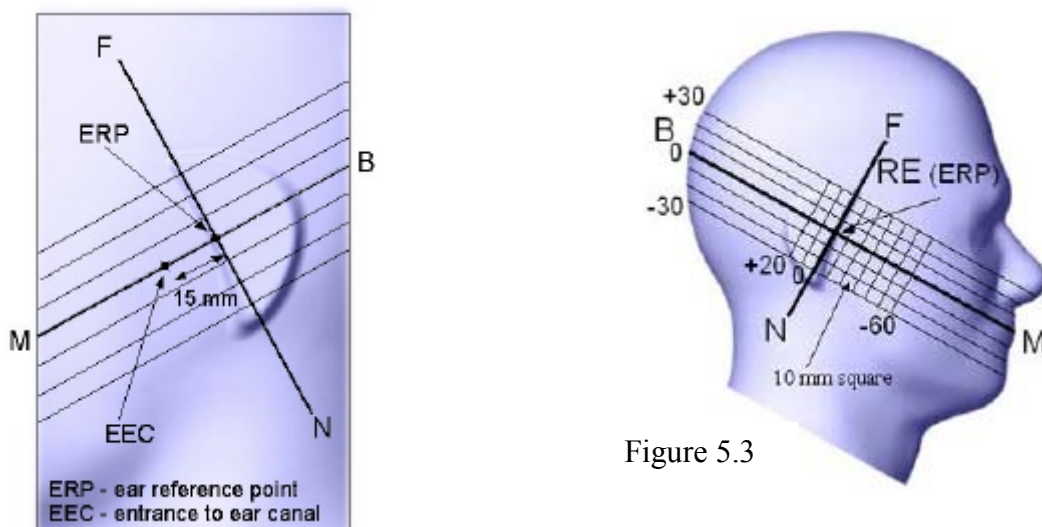 F
ERP
B
15 mm
M
EEC
N
ERP - ear reference point
EEC - entrance to ear canal
+30
B
0
F
RE (ERP)
-30
+20
0
N
-60
M
10 mm square
Figure 5.3